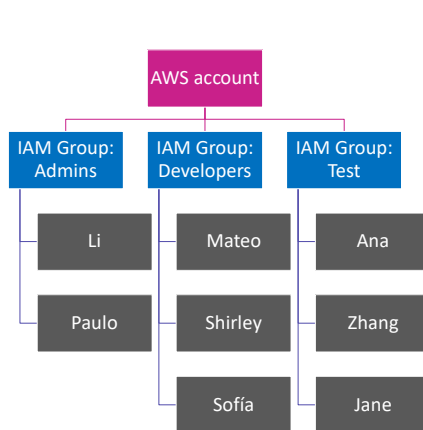 AWS account
IAM Group:
Admins
Li
Paulo
IAM Group:
Developers
Mateo
Shirley
Sofía
IAM Group:
Test
Ana
Zhang
Jane